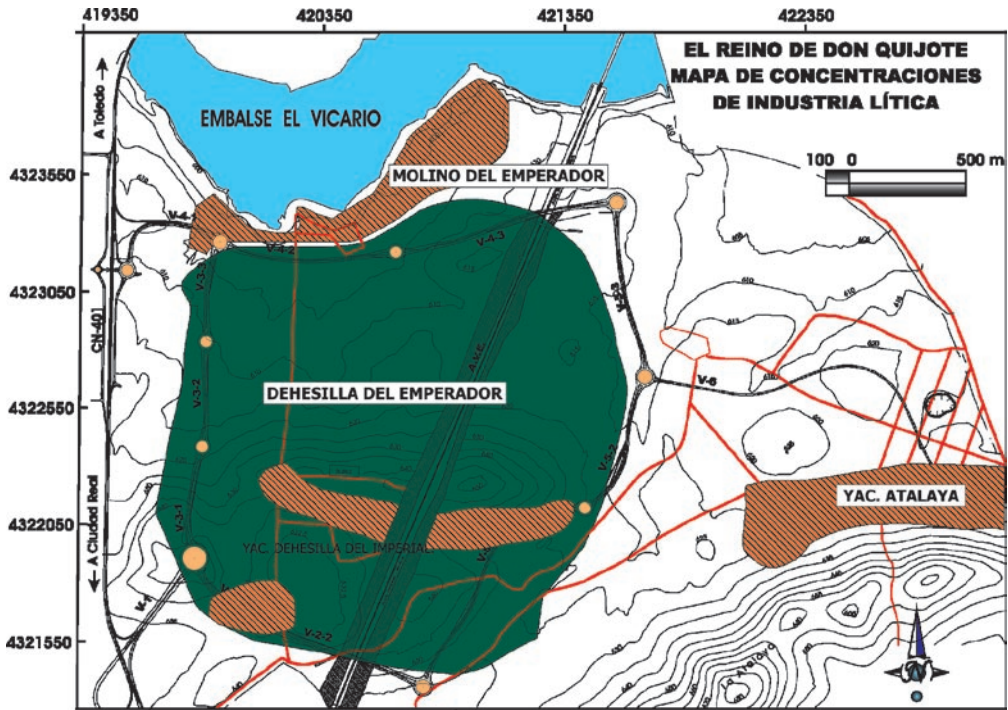 419350
420350
421350
422350
EL REINO DE DON QUIJOTE
MAPA DE CONCENTRACIONES
DE INDUSTRIA LÍTICA
A Toledo
EMBALSE EL VICARIO
100 0 500 m
4323550
MOLINO DEL EMPERADOR
V-4-1
V-4-2
V-4-3
V-3-3
4323050
CN-401
A.V.E.
V-3-2
V-6
DEHESILLA DEL EMPERADOR
4322550
V-5-2
YAC. ATALAYA
4322050
V-3-1
YAC. DEHESILLA DEL IMPERIAL
A Ciudad Real
V-1
V-2-2
4321550
La Atalaya